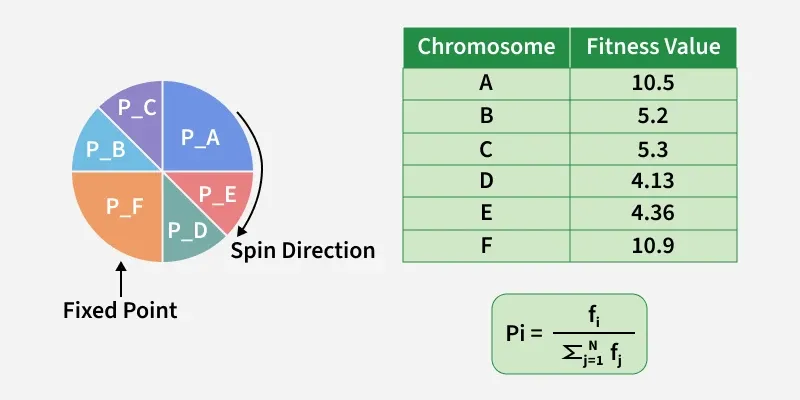 P_C
P_A
P_B
P_E
P_F
P_D
Spin Direction
Fixed Point
Chromosome Fitness Value
A 10.5
B 5.2
C 5.3
D 4.13
E 4.36
F 10.9
Pi = fᵢ / ∑ⱼ₌₁ᴺ fⱼ